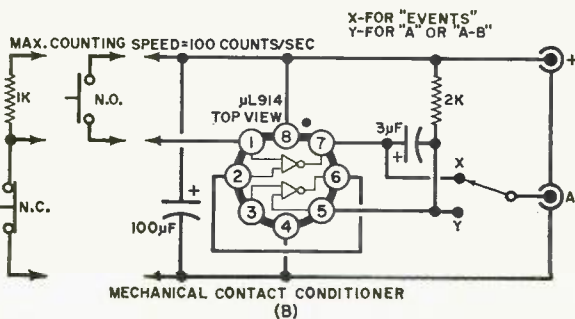 X-FOR "EVENTS"
Y-FOR "A" OR "A-B"
MAX. COUNTING SPEED=100 COUNTS/SEC
+
1K
N.O.
μL914
TOP VIEW
2K
8
1
7
3μF
+
2
6
X
N.C.
+
100μF
3
5
4
Y
A
MECHANICAL CONTACT CONDITIONER
(B)